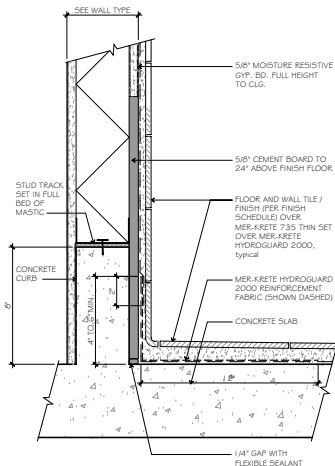 SEE WALL TYPE
5/8" MOISTURE RESISTIVE
GYP. BD. FULL HEIGHT
TO CLG.
5/8" CEMENT BOARD TO
24" ABOVE FINISH FLOOR
STUD TRACK
SET IN FULL
BED OF
MASTIC
FLOOR AND WALL TILE /
FINISH (PER FINISH
SCHEDULE) OVER
MER-KRETE 735 THIN SET
OVER MER-KRETE
HYDROGUARD 2000,
typical
CONCRETE
CURB
MER-KRETE HYDROGUARD
2000 REINFORCEMENT
FABRIC (SHOWN DASHED)
8"
2"
MIN.
CONCRETE SLAB
12"
1/4" GAP WITH
FLEXIBLE SEALANT